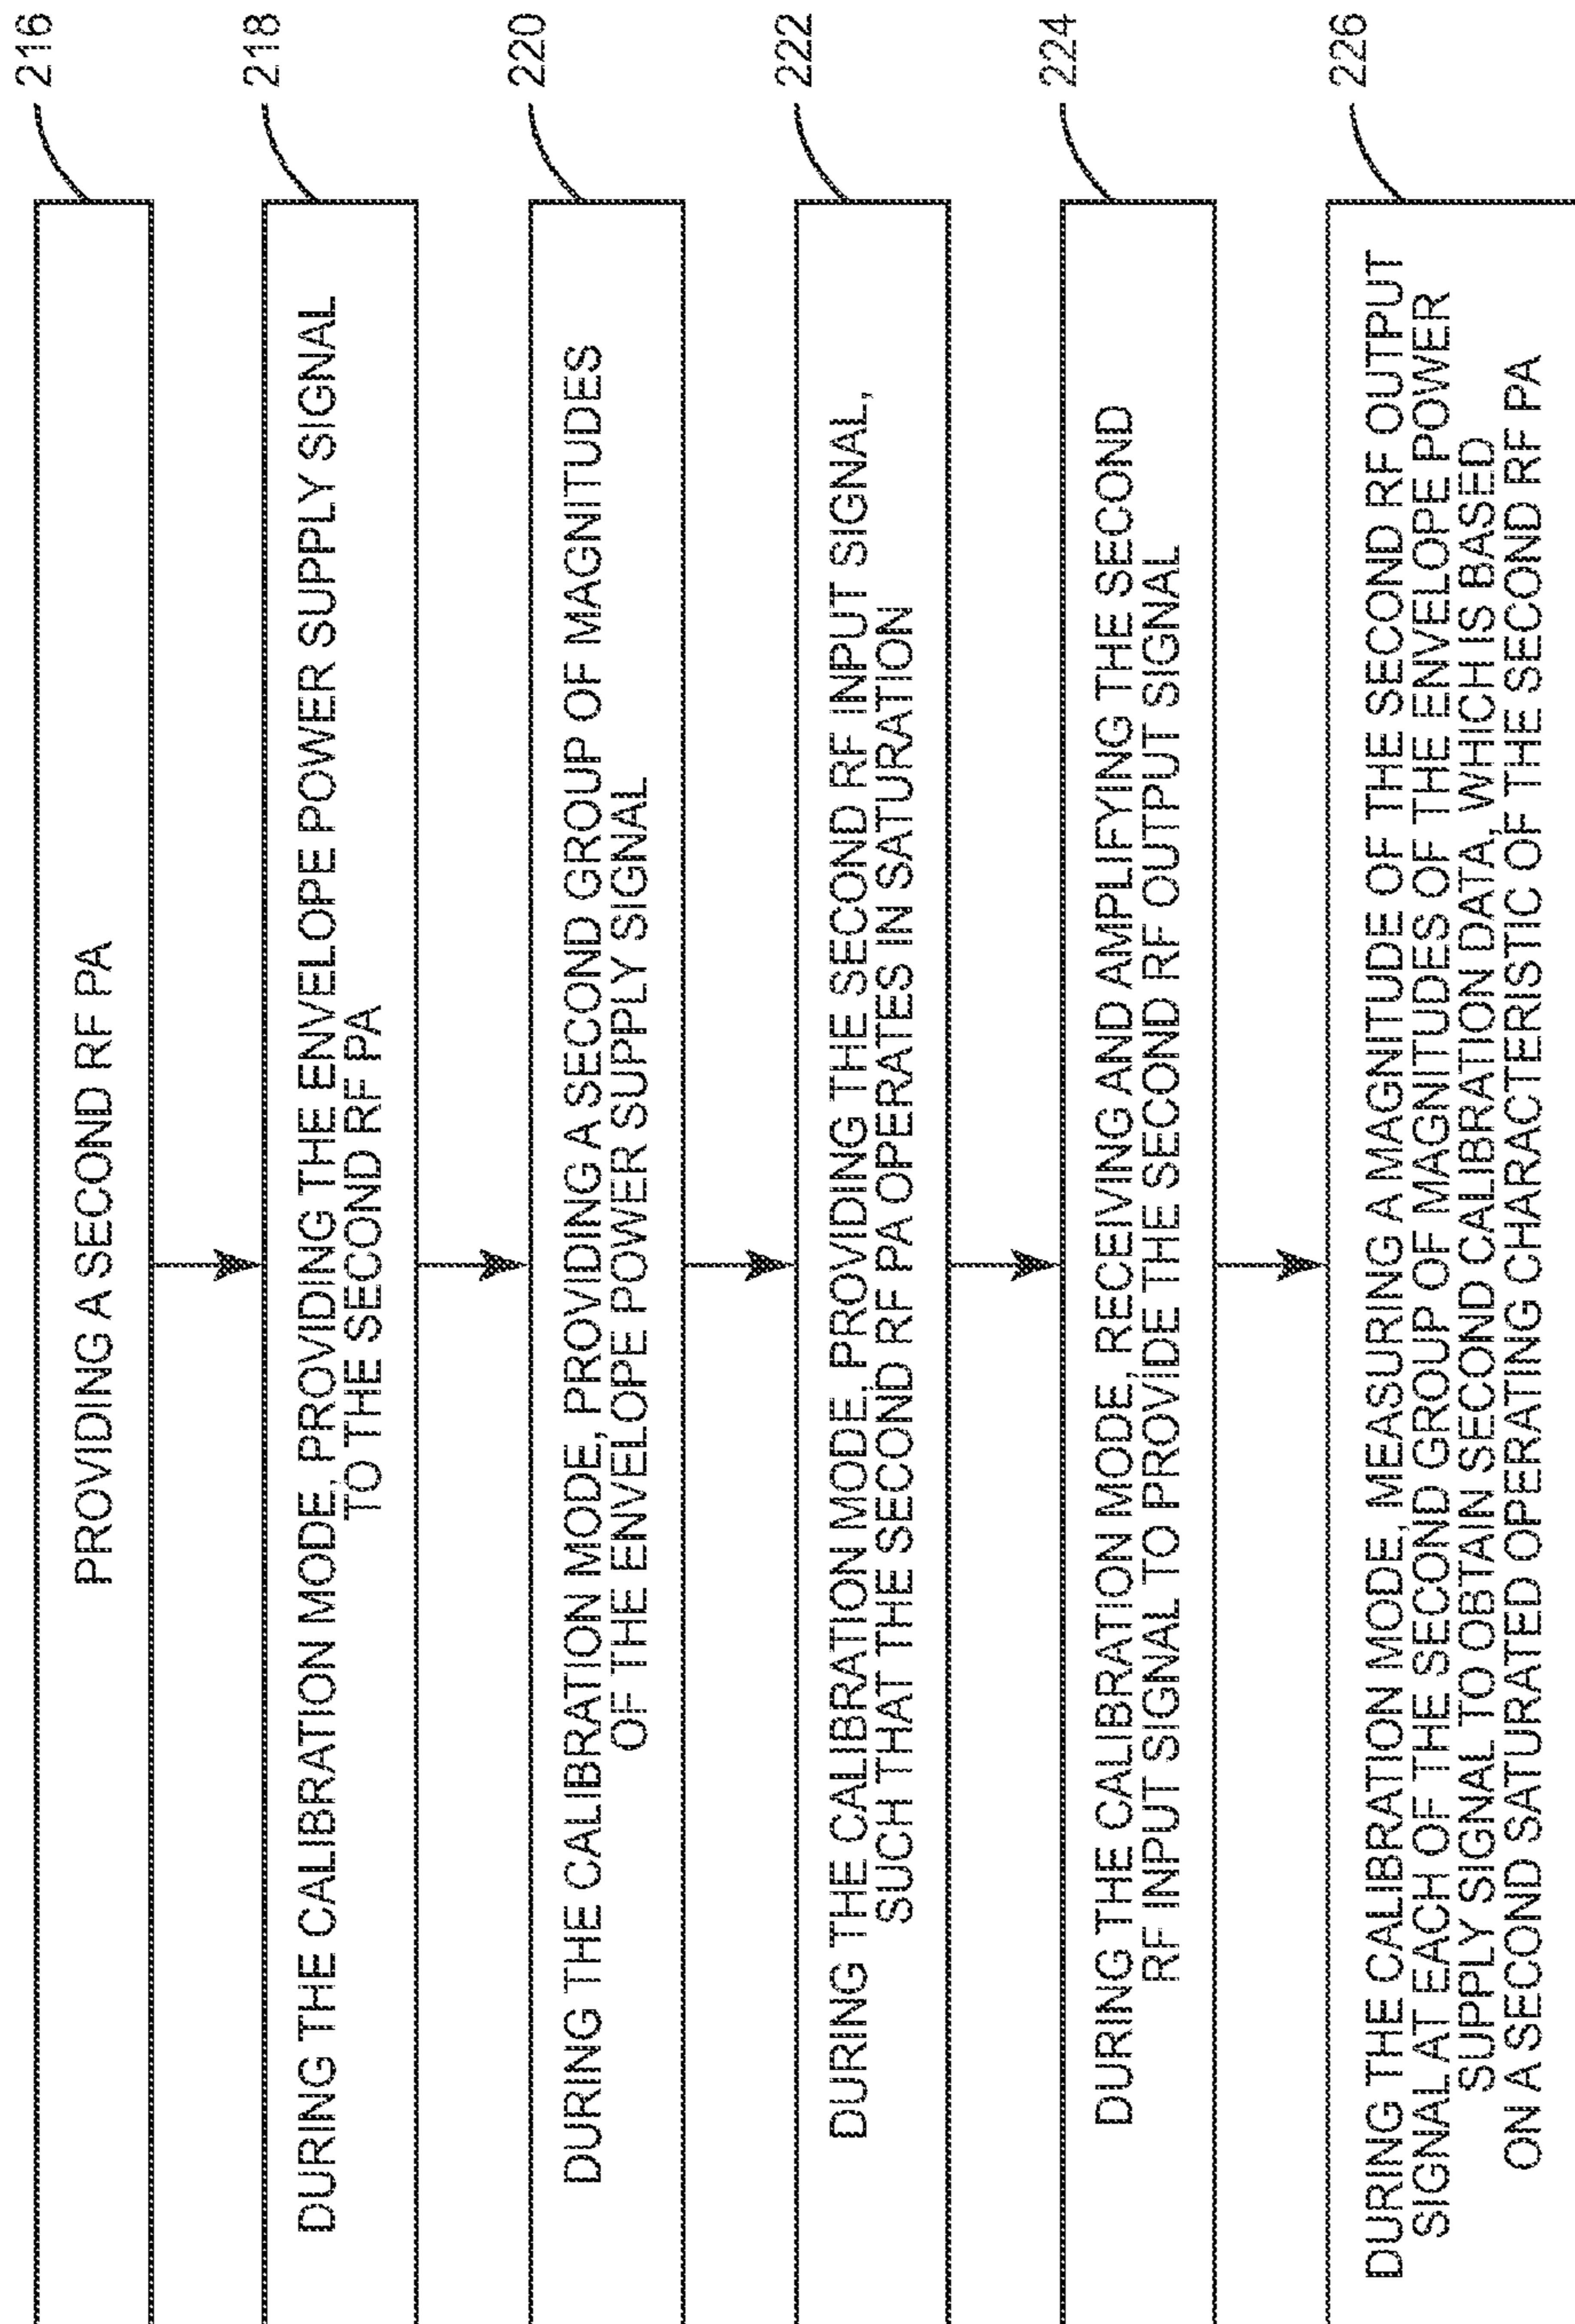 216
PROVIDING A SECOND RF PA
218
DURING THE CALIBRATION MODE, PROVIDING THE ENVELOPE POWER SUPPLY SIGNAL
TO THE SECOND RF PA
220
DURING THE CALIBRATION MODE, PROVIDING A SECOND GROUP OF MAGNITUDES
OF THE ENVELOPE POWER SUPPLY SIGNAL
222
DURING THE CALIBRATION MODE, PROVIDING THE SECOND RF INPUT SIGNAL,
SUCH THAT THE SECOND RF PA OPERATES IN SATURATION
224
DURING THE CALIBRATION MODE, RECEIVING AND AMPLIFYING THE SECOND
RF INPUT SIGNAL TO PROVIDE THE SECOND RF OUTPUT SIGNAL
226
DURING THE CALIBRATION MODE, MEASURING A MAGNITUDE OF THE SECOND RF OUTPUT
SIGNAL AT EACH OF THE SECOND GROUP OF MAGNITUDES OF THE ENVELOPE POWER
SUPPLY SIGNAL TO OBTAIN SECOND CALIBRATION DATA, WHICH IS BASED
ON A SECOND SATURATED OPERATING CHARACTERISTIC OF THE SECOND RF PA